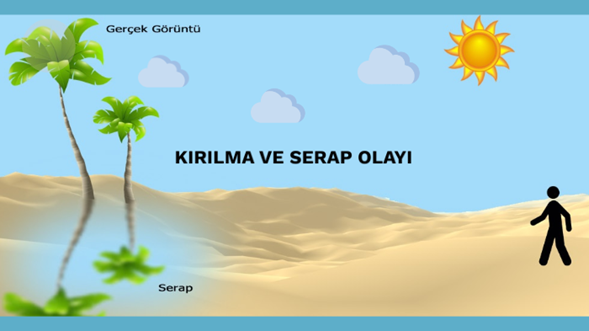 Gerçek Görüntü
KIRILMA VE SERAP OLAYI
Serap